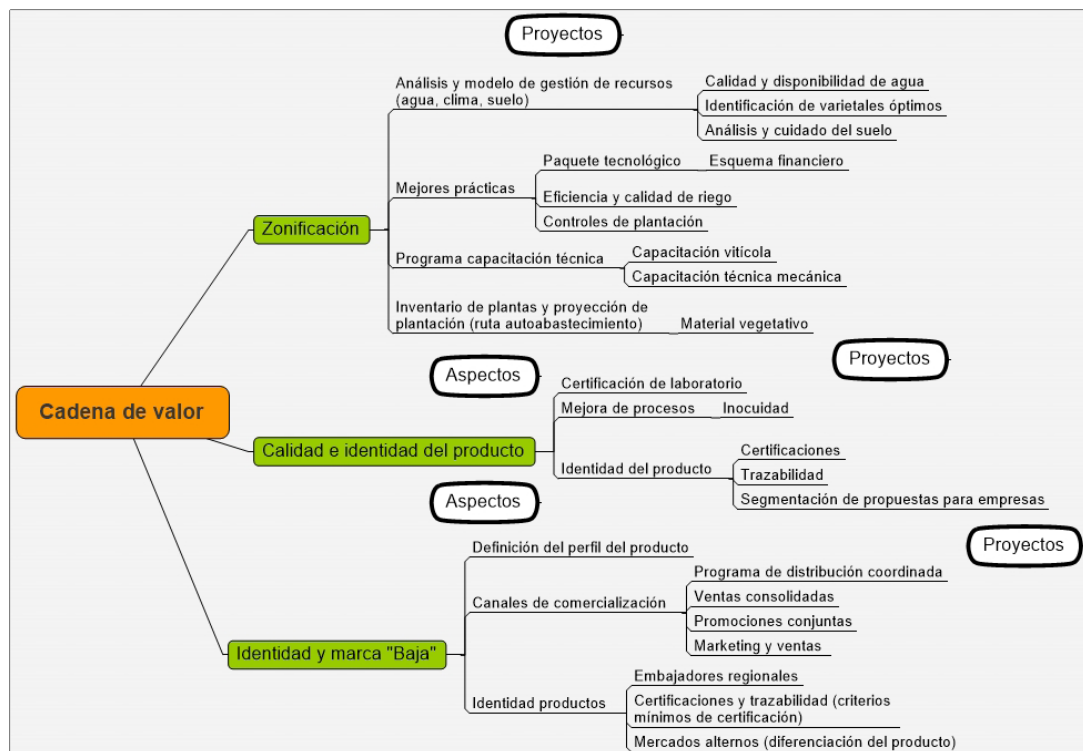 Proyectos
Análisis y modelo de gestión de recursos
(agua, clima, suelo)
Calidad y disponibilidad de agua
Identificación de varietales óptimos
Análisis y cuidado del suelo
Mejores prácticas
Paquete tecnológico
Esquema financiero
Eficiencia y calidad de riego
Controles de plantación
Zonificación
Programa capacitación técnica
Capacitación vitícola
Capacitación técnica mecánica
Inventario de plantas y proyección de
plantación (ruta autoabastecimiento)
Material vegetativo
Aspectos
Proyectos
Cadena de valor
Calidad e identidad del producto
Certificación de laboratorio
Mejora de procesos
Inocuidad
Identidad del producto
Certificaciones
Trazabilidad
Segmentación de propuestas para empresas
Aspectos
Proyectos
Identidad y marca "Baja"
Definición del perfil del producto
Canales de comercialización
Programa de distribución coordinada
Ventas consolidadas
Promociones conjuntas
Marketing y ventas
Identidad productos
Embajadores regionales
Certificaciones y trazabilidad (criterios
mínimos de certificación)
Mercados alternos (diferenciación del producto)